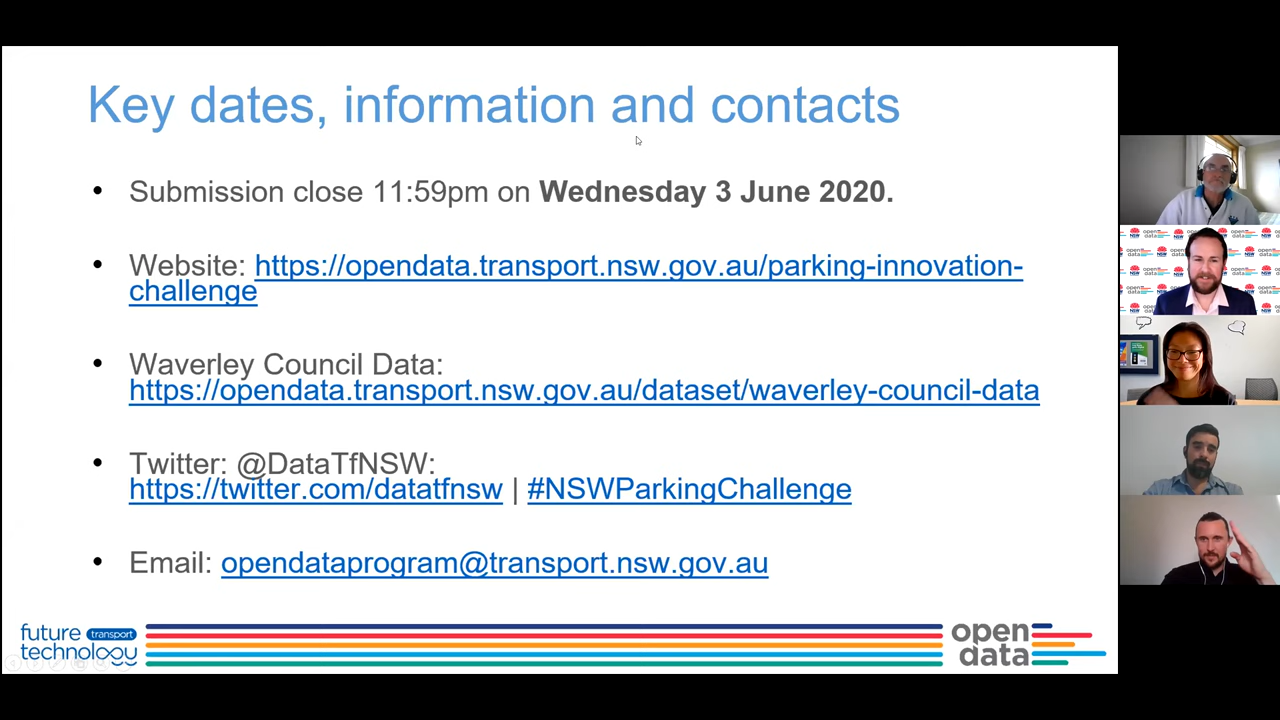 Key dates, information and contacts
• Submission close 11:59pm on Wednesday 3 June 2020.
• Website: https://opendata.transport.nsw.gov.au/parking-innovation-
challenge
• Waverley Council Data:
https://opendata.transport.nsw.gov.au/dataset/waverley-council-data
• Twitter: @DataTfNSW:
https://twitter.com/datatfnsw | #NSWParkingChallenge
• Email: opendataprogram@transport.nsw.gov.au
future transport
technology
open
data